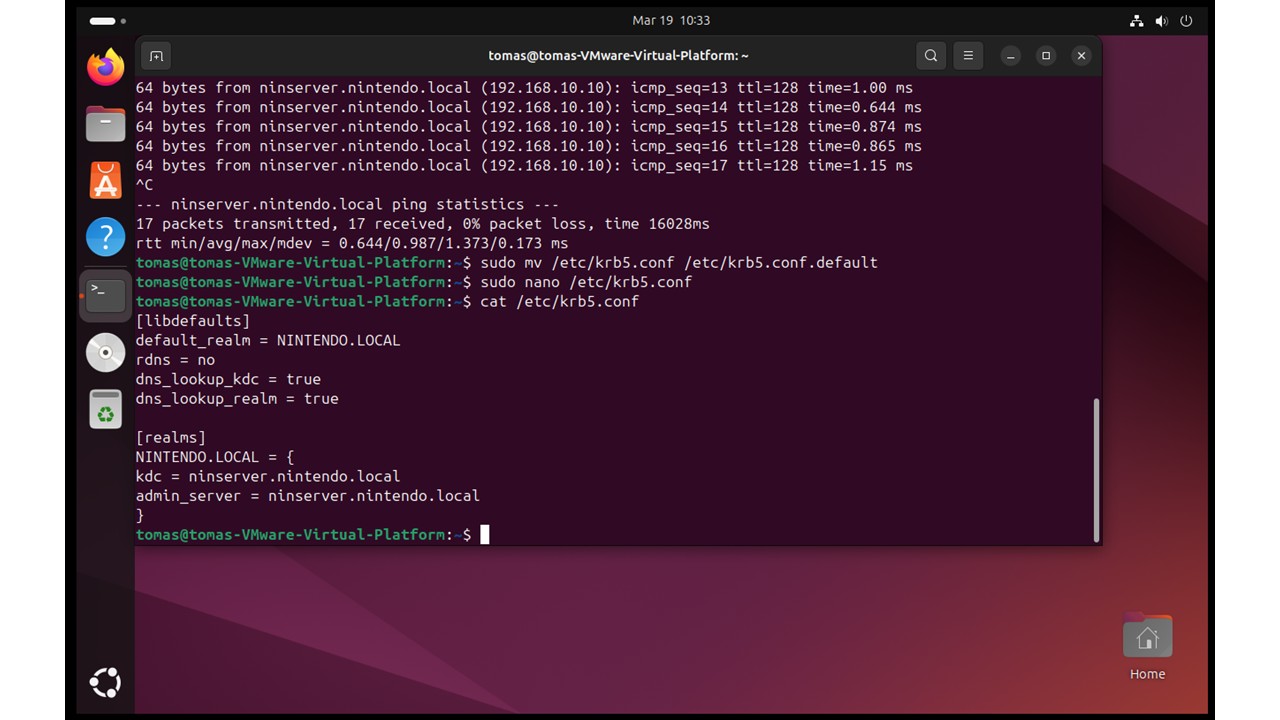 Mar 19 10:33
tomas@tomas-VMware-Virtual-Platform: ~
64 bytes from ninserver.nintendo.local (192.168.10.10): icmp_seq=13 ttl=128 time=1.00 ms
64 bytes from ninserver.nintendo.local (192.168.10.10): icmp_seq=14 ttl=128 time=0.644 ms
64 bytes from ninserver.nintendo.local (192.168.10.10): icmp_seq=15 ttl=128 time=0.874 ms
64 bytes from ninserver.nintendo.local (192.168.10.10): icmp_seq=16 ttl=128 time=0.865 ms
64 bytes from ninserver.nintendo.local (192.168.10.10): icmp_seq=17 ttl=128 time=1.15 ms
^C
--- ninserver.nintendo.local ping statistics ---
17 packets transmitted, 17 received, 0% packet loss, time 16028ms
rtt min/avg/max/mdev = 0.644/0.987/1.373/0.173 ms
tomas@tomas-VMware-Virtual-Platform:~$ sudo mv /etc/krb5.conf /etc/krb5.conf.default
tomas@tomas-VMware-Virtual-Platform:~$ sudo nano /etc/krb5.conf
tomas@tomas-VMware-Virtual-Platform:~$ cat /etc/krb5.conf
[libdefaults]
default_realm = NINTENDO.LOCAL
rdns = no
dns_lookup_kdc = true
dns_lookup_realm = true

[realms]
NINTENDO.LOCAL = {
kdc = ninserver.nintendo.local
admin_server = ninserver.nintendo.local
}
tomas@tomas-VMware-Virtual-Platform:~$
Home